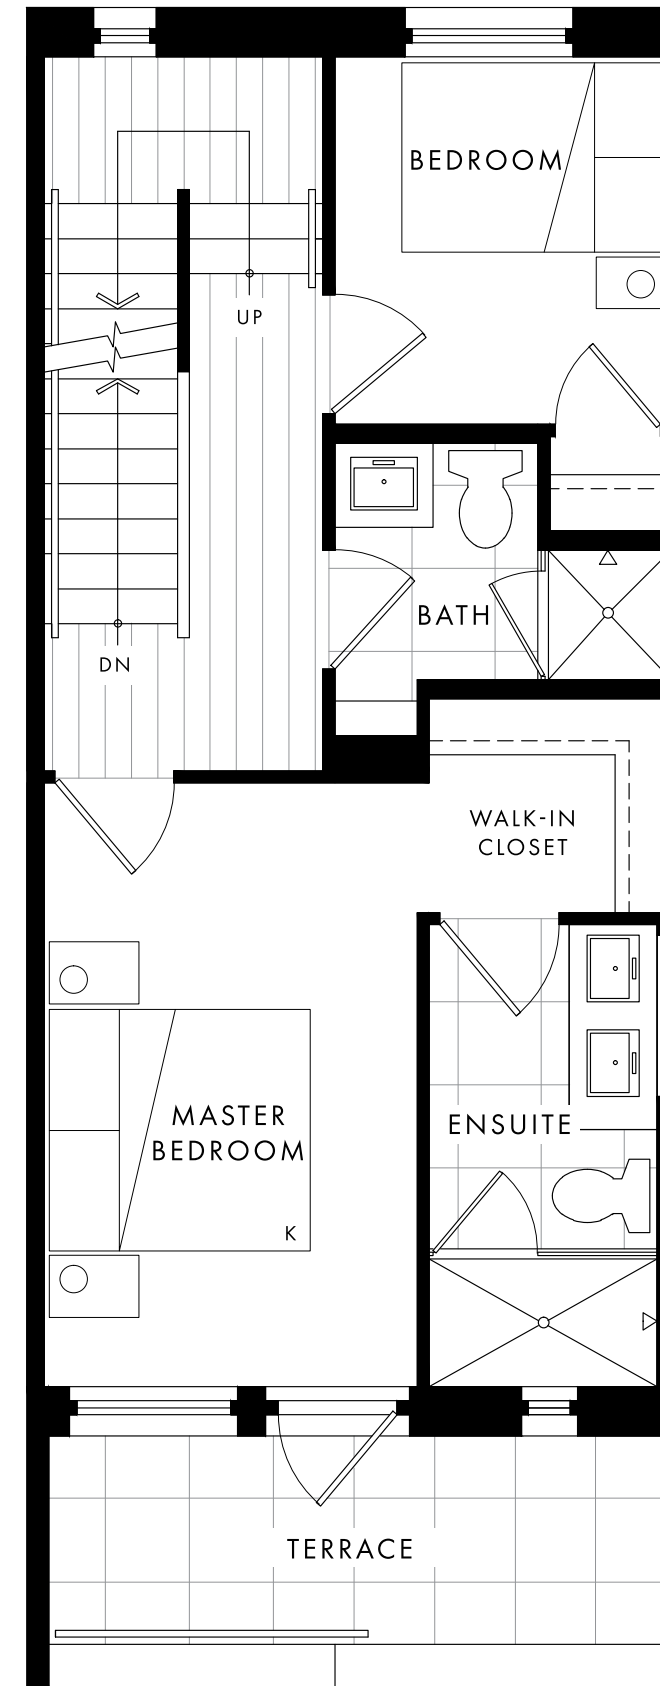 BEDROOM
UP
BATH
DN
WALK-IN
CLOSET
MASTER
BEDROOM
ENSUITE
K
TERRACE